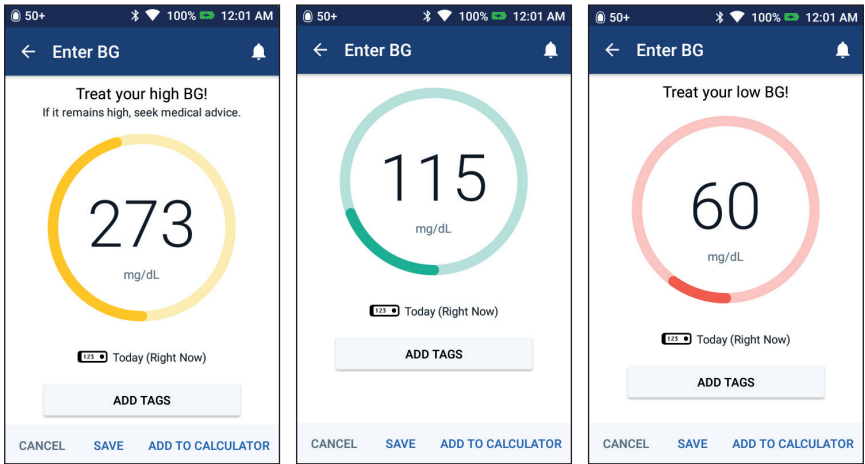 50+ 100% 12:01 AM
Enter BG
Treat your high BG!
If it remains high, seek medical advice.
273
mg/dL
123 Today (Right Now)
ADD TAGS
CANCEL SAVE ADD TO CALCULATOR
50+ 100% 12:01 AM
Enter BG
115
mg/dL
123 Today (Right Now)
ADD TAGS
CANCEL SAVE ADD TO CALCULATOR
50+ 100% 12:01 AM
Enter BG
Treat your low BG!
60
mg/dL
123 Today (Right Now)
ADD TAGS
CANCEL SAVE ADD TO CALCULATOR